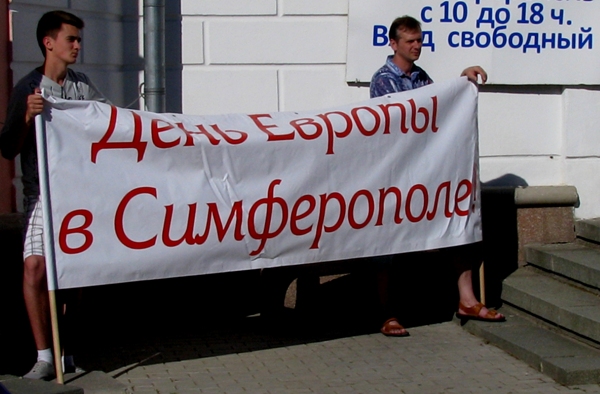 с 10 до 18 ч.
свободный
День Европы
в Симферополе!